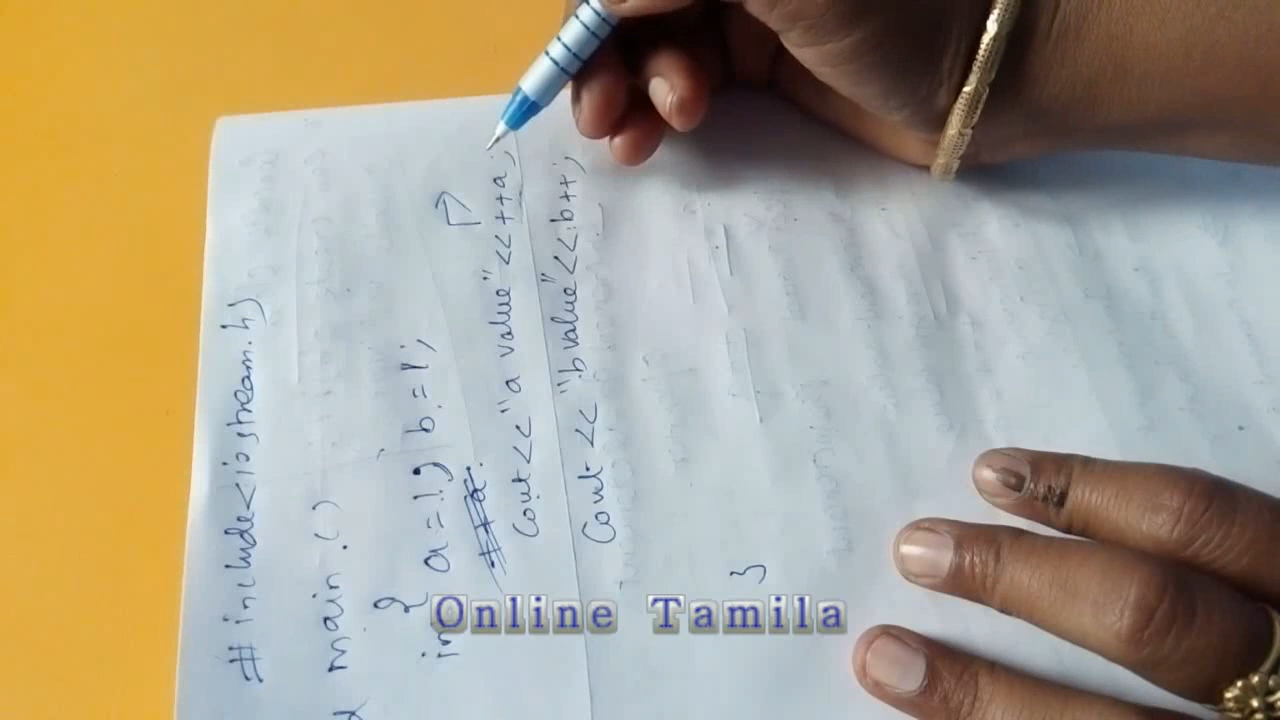 #include<iostream.h>
main()
{
int a=1, b=1;
Cout<<"a value"<<++a;
Cout<<"b value"<<b++;
}
Online Tamila